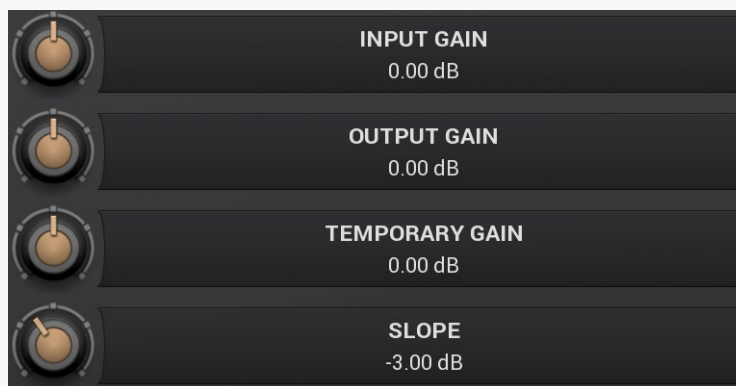 INPUT GAIN
0.00 dB
OUTPUT GAIN
0.00 dB
TEMPORARY GAIN
0.00 dB
SLOPE
-3.00 dB